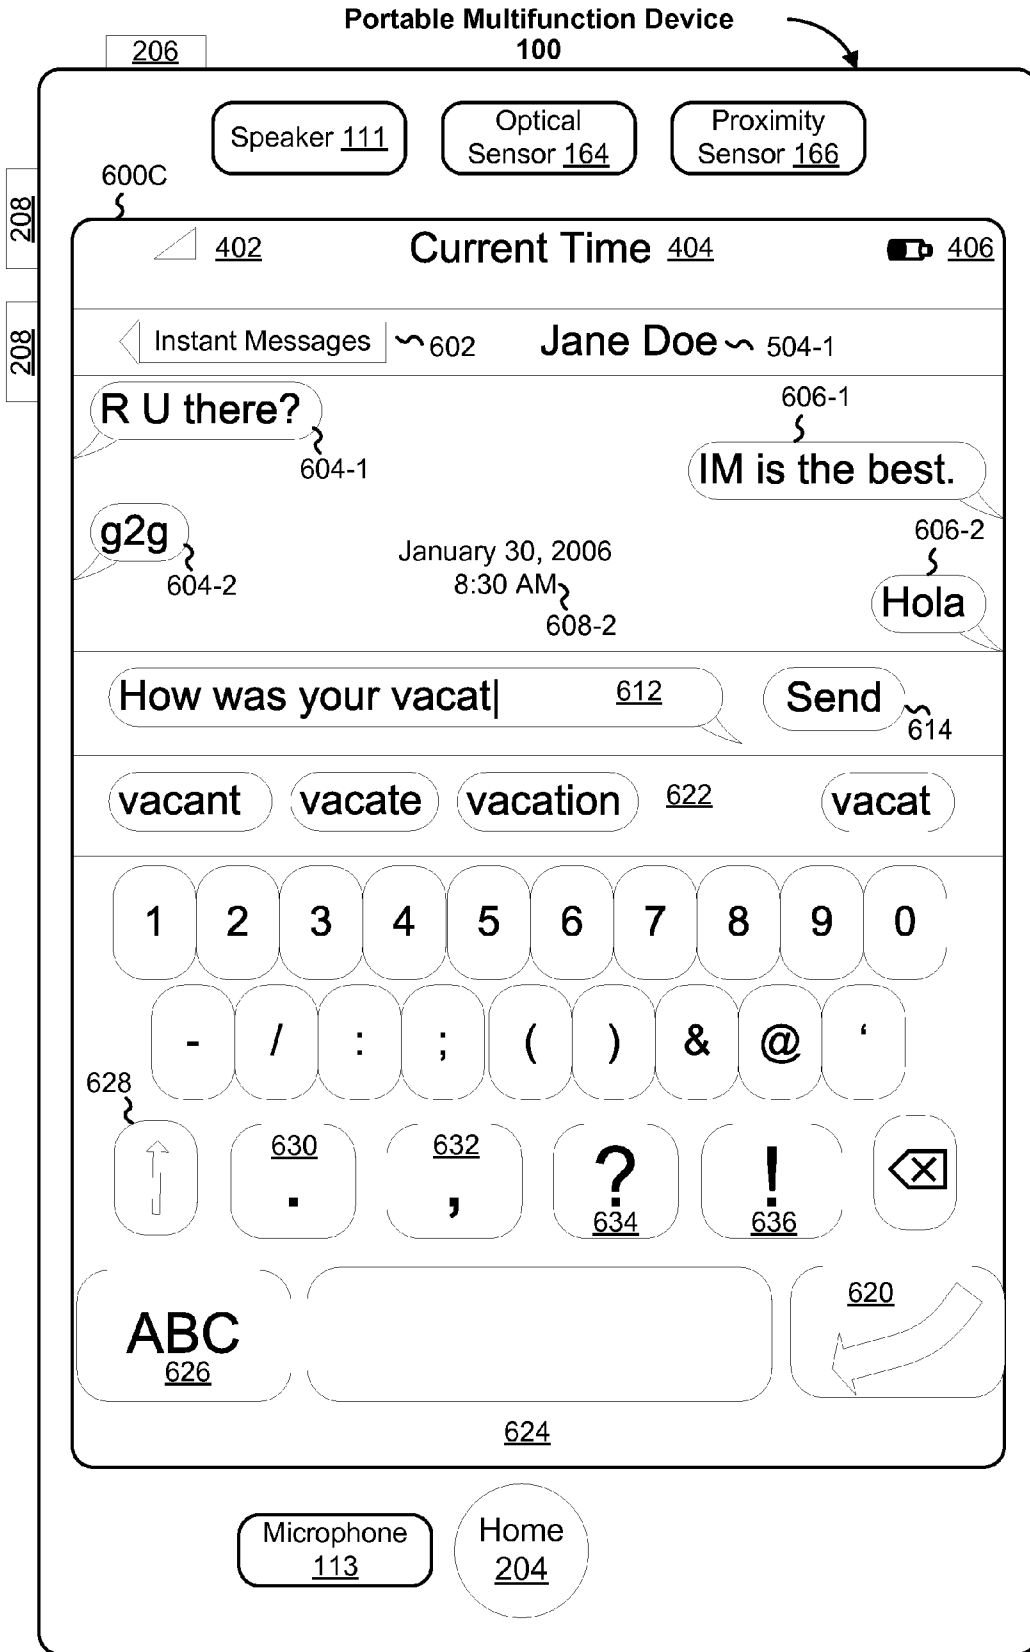 Portable Multifunction Device
100
206
Speaker 111
Optical
Sensor 164
Proximity
Sensor 166
600C
208
402
Current Time 404
406
208
Instant Messages
602
Jane Doe
504-1
R U there?
604-1
606-1
IM is the best.
g2g
604-2
January 30, 2006
8:30 AM
608-2
606-2
Hola
How was your vacat
612
Send
614
vacant
vacate
vacation
622
vacat
1 2 3 4 5 6 7 8 9 0
- / : ; ( ) & @ ‘
628
630
.
632
,
?
634
!
636
ABC
626
620
624
Microphone
113
Home
204